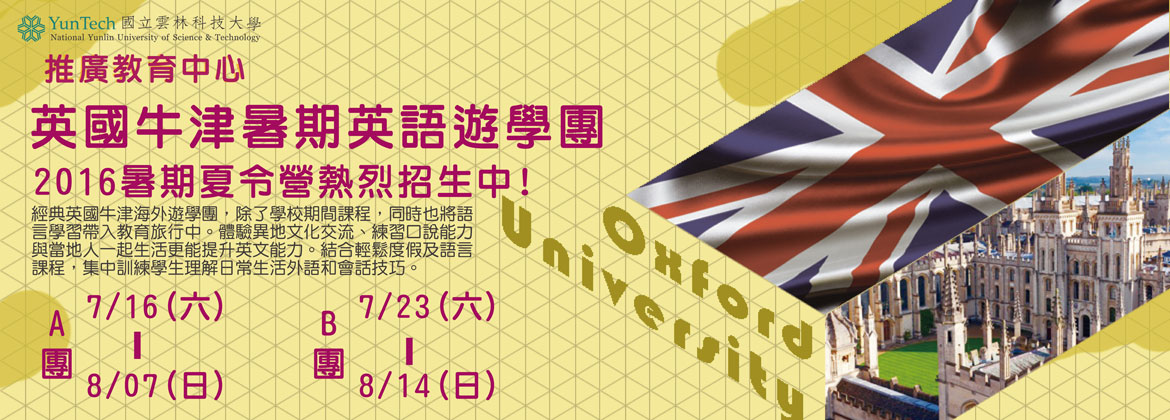 YunTech 國立雲林科技大學
National Yunlin University of Science & Technology
推廣教育中心
英國牛津暑期英語遊學團
2016暑期夏令營熱烈招生中!
經典英國牛津海外遊學團，除了學校期間課程，同時也將語
言學習帶入教育旅行中。體驗異地文化交流、練習口說能力
與當地人一起生活更能提升英文能力。結合輕鬆度假及語言
課程，集中訓練學生理解日常生活外語和會話技巧。
A團
7/16(六)
|
8/07(日)
B團
7/23(六)
|
8/14(日)
Oxford
University